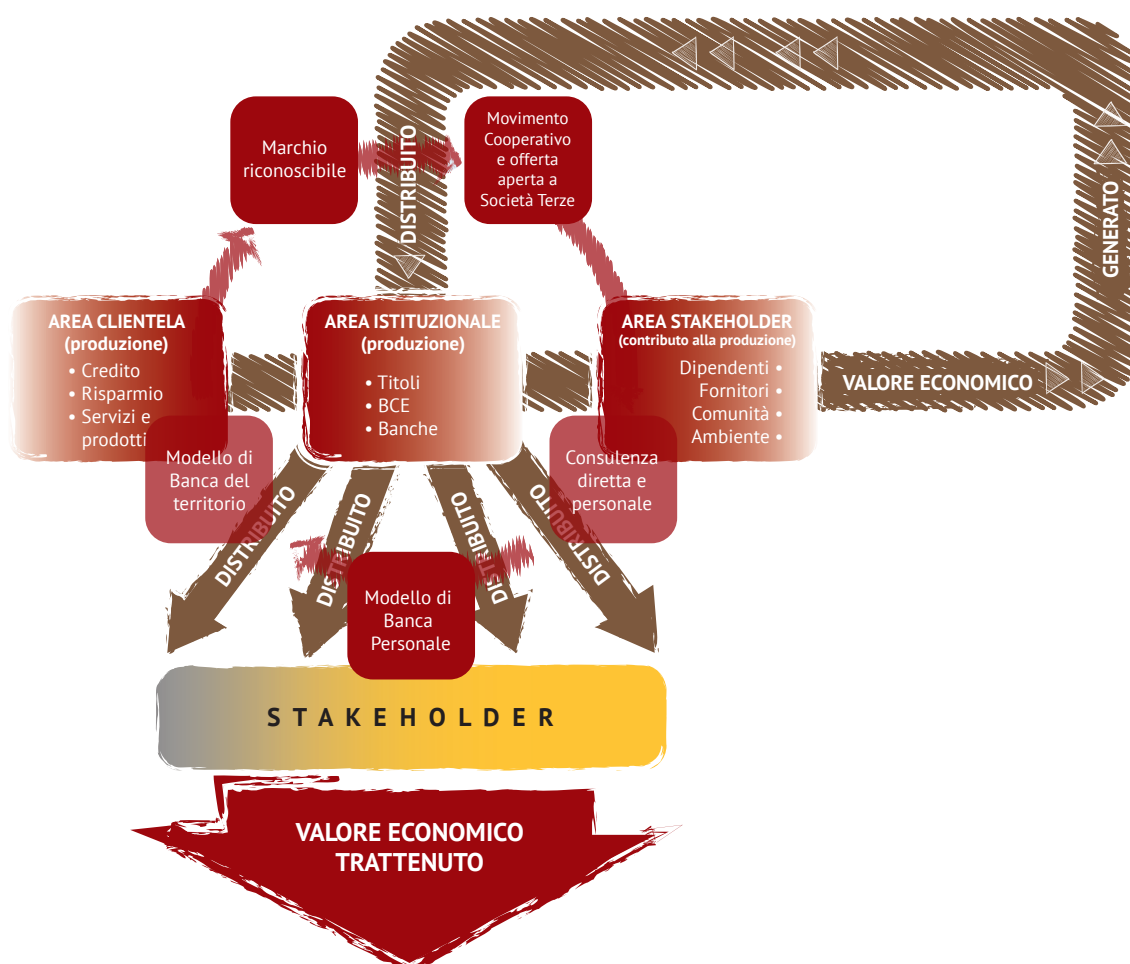 Marchio
riconoscibile
Movimento
Cooperativo
e offerta
aperta a
Società Terze
DISTRIBUITO
GENERATO
AREA CLIENTELA
(produzione)
• Credito
• Risparmio
• Servizi e
prodotti
AREA ISTITUZIONALE
(produzione)
• Titoli
• BCE
• Banche
AREA STAKEHOLDER
(contributo alla produzione)
Dipendenti •
Fornitori •
Comunità •
Ambiente •
VALORE ECONOMICO
Modello di
Banca del
territorio
Consulenza
diretta e
personale
DISTRIBUITO
DISTRIBUITO
DISTRIBUITO
DISTRIBUITO
Modello di
Banca
Personale
STAKEHOLDER
VALORE ECONOMICO
TRATTENUTO